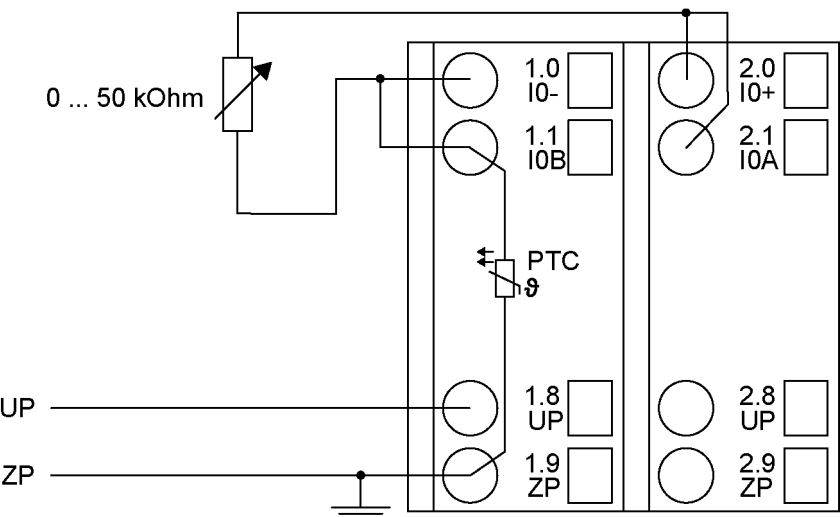 0 ... 50 kOhm
1.0
I0-
2.0
I0+
1.1
I0B
2.1
I0A
PTC
ϑ
UP
1.8
UP
2.8
UP
ZP
1.9
ZP
2.9
ZP